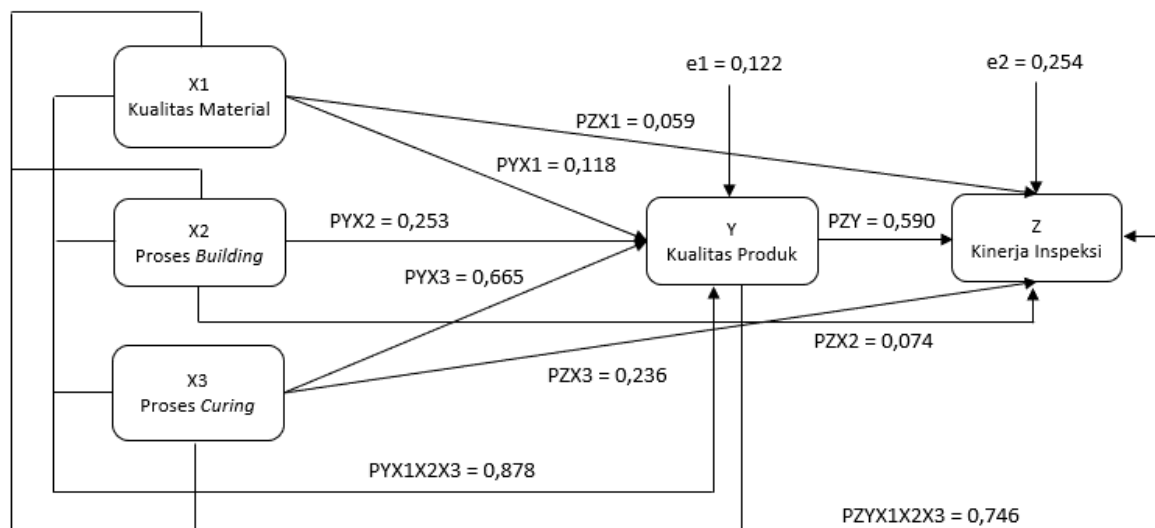 X1
Kualitas Material
e1 = 0,122
e2 = 0,254
PZX1 = 0,059
PYX1 = 0,118
X2
Proses Building
PYX2 = 0,253
Y
Kualitas Produk
PZY = 0,590
Z
Kinerja Inspeksi
PYX3 = 0,665
PZX2 = 0,074
X3
Proses Curing
PZX3 = 0,236
PYX1X2X3 = 0,878
PZYX1X2X3 = 0,746